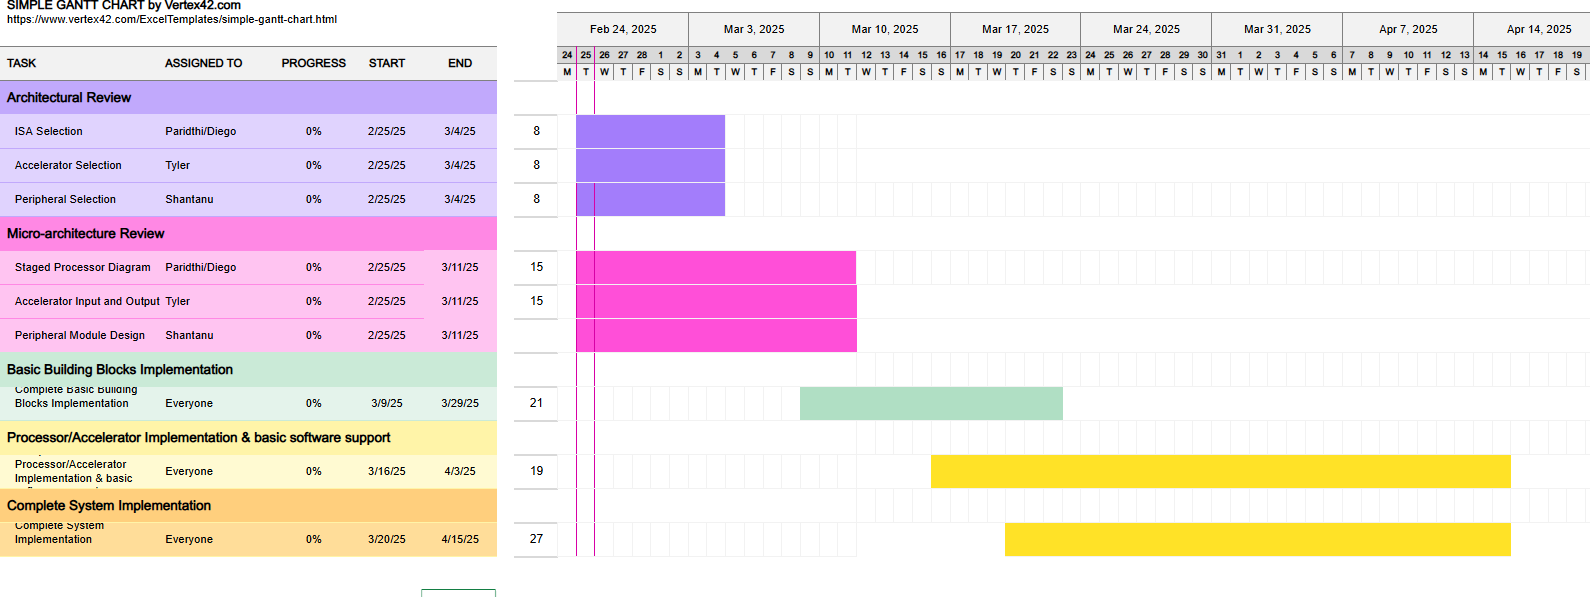 SIMPLE GANTT CHART by Vertex42.com
https://www.vertex42.com/ExcelTemplates/simple-gantt-chart.html
Feb 24, 2025 Mar 3, 2025 Mar 10, 2025 Mar 17, 2025 Mar 24, 2025 Mar 31, 2025 Apr 7, 2025 Apr 14, 2025
24 25 26 27 28 1 2 3 4 5 6 7 8 9 10 11 12 13 14 15 16 17 18 19 20 21 22 23 24 25 26 27 28 29 30 31 1 2 3 4 5 6 7 8 9 10 11 12 13 14 15 16 17 18 19
TASK ASSIGNED TO PROGRESS START END
M T W T F S S M T W T F S S M T W T F S S M T W T F S S M T W T F S S M T W T F S S M T W T F S S M T W T F S
Architectural Review
ISA Selection Paridthi/Diego 0% 2/25/25 3/4/25 8
Accelerator Selection Tyler 0% 2/25/25 3/4/25 8
Peripheral Selection Shantanu 0% 2/25/25 3/4/25 8
Micro-architecture Review
Staged Processor Diagram Paridthi/Diego 0% 2/25/25 3/11/25 15
Accelerator Input and Output Tyler 0% 2/25/25 3/11/25 15
Peripheral Module Design Shantanu 0% 2/25/25 3/11/25
Basic Building Blocks Implementation
Complete Basic Building
Blocks Implementation Everyone 0% 3/9/25 3/29/25 21
Processor/Accelerator Implementation & basic software support
Processor/Accelerator
Implementation & basic Everyone 0% 3/16/25 4/3/25 19
Complete System Implementation
Complete System
Implementation Everyone 0% 3/20/25 4/15/25 27